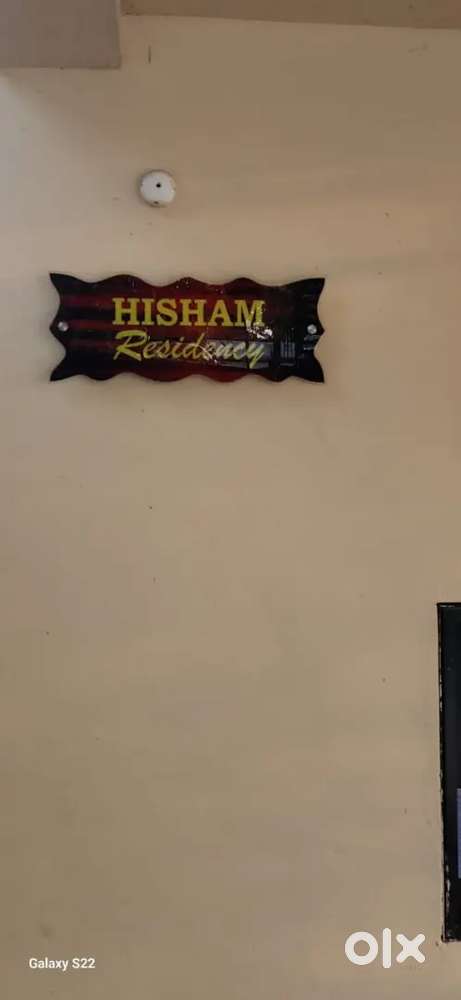 HISHAM
Residency
Galaxy S22
olx